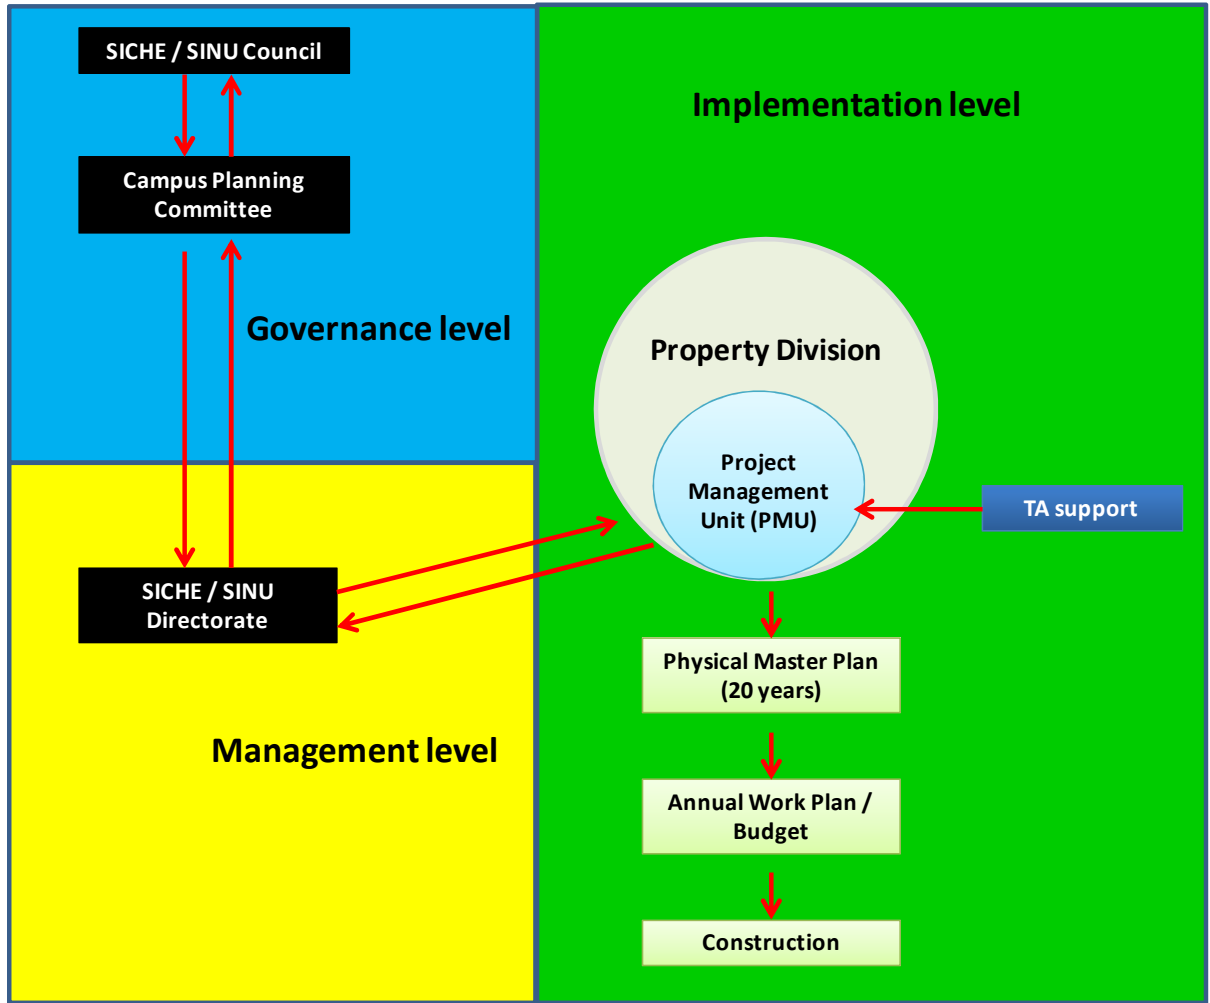 SICHE / SINU Council
Campus Planning
Committee
Governance level
Implementation level
Property Division
Project
Management
Unit (PMU)
TA support
SICHE / SINU
Directorate
Management level
Physical Master Plan
(20 years)
Annual Work Plan /
Budget
Construction